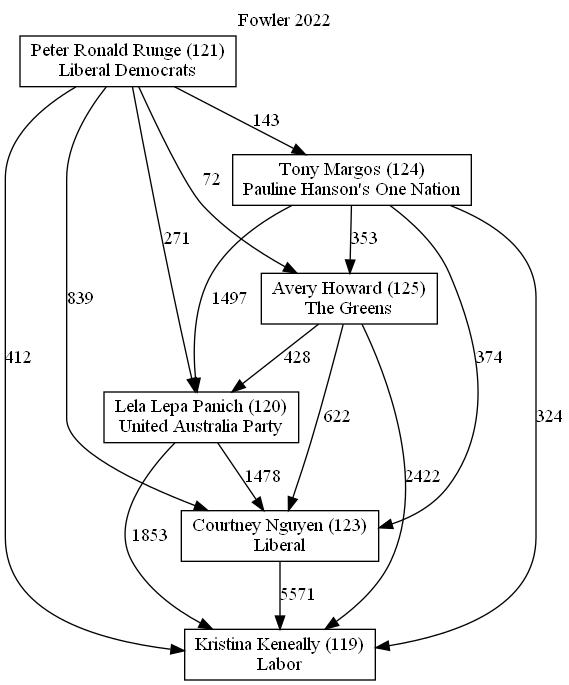 Fowler 2022
Peter Ronald Runge (121)
Liberal Democrats
143
Tony Margos (124)
Pauline Hanson's One Nation
72
271
353
Avery Howard (125)
The Greens
1497
839
412
428
374
324
Lela Lepa Panich (120)
United Australia Party
622
1478
2422
Courtney Nguyen (123)
Liberal
1853
5571
Kristina Keneally (119)
Labor